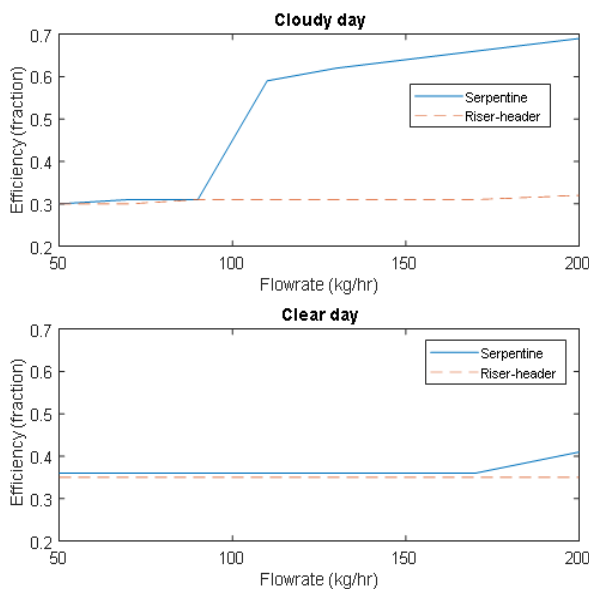 Cloudy day
0.7
0.6
0.5
0.4
0.3
0.2
Efficiency (fraction)
Serpentine
Riser-header
50
100
150
200
Flowrate (kg/hr)
Clear day
0.7
0.6
0.5
0.4
0.3
0.2
Efficiency (fraction)
Serpentine
Riser-header
50
100
150
200
Flowrate (kg/hr)